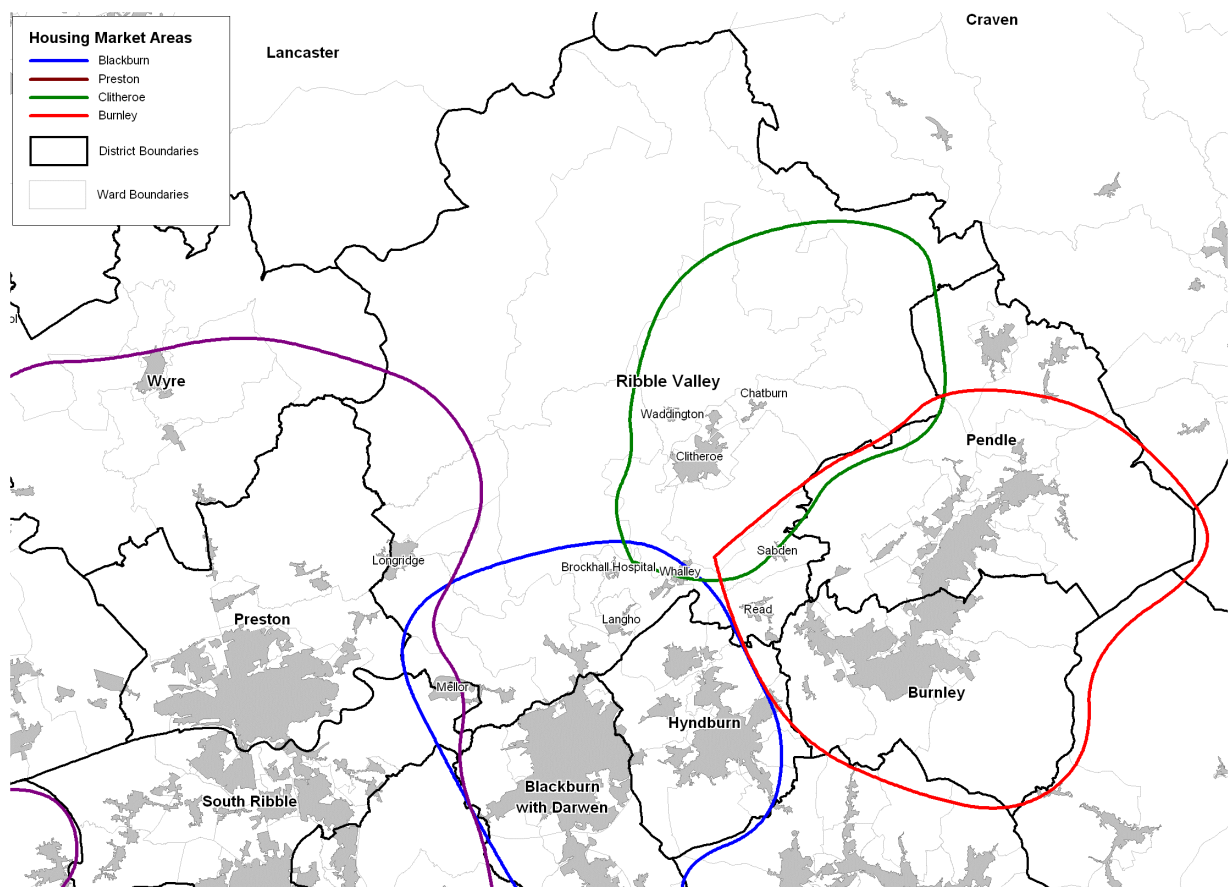 Housing Market Areas
Blackburn
Preston
Clitheroe
Burnley
District Boundaries
Ward Boundaries
Lancaster
Craven
ol
Wyre
Ribble Valley
Chatburn
Waddington
Pendle
Clitheroe
Longridge
Sabden
Brockhall Hospital
Whalley
Read
Preston
Langho
Mellor
Burnley
Hyndburn
Blackburn
with Darwen
South Ribble